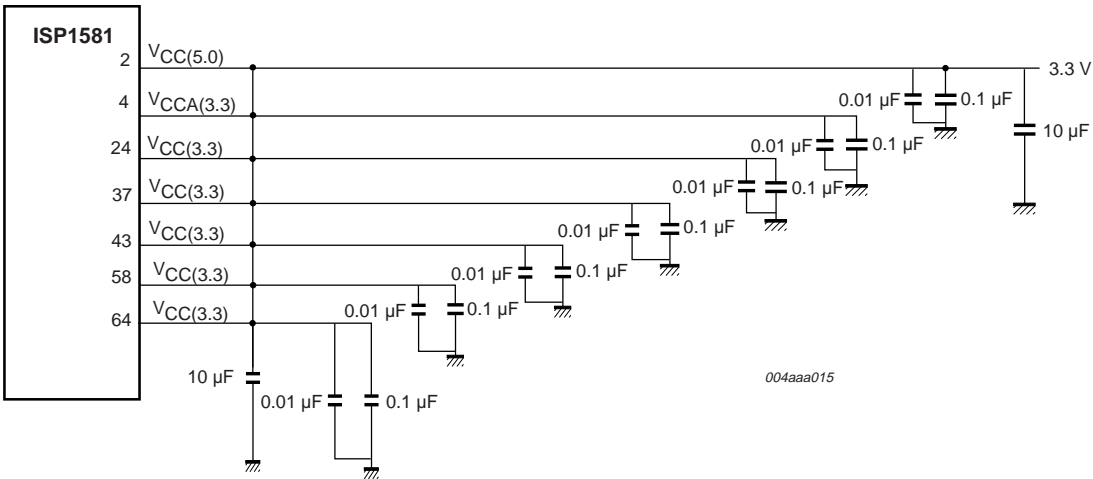 ISP1581
2 VCC(5.0) 3.3 V
0.01 µF 0.1 µF
4 VCCA(3.3)
10 µF
0.01 µF 0.1 µF
24 VCC(3.3)
0.01 µF 0.1 µF
37 VCC(3.3)
0.01 µF 0.1 µF
43 VCC(3.3)
0.01 µF 0.1 µF
58 VCC(3.3)
0.01 µF 0.1 µF
64 VCC(3.3)
10 µF
0.01 µF 0.1 µF
004aaa015